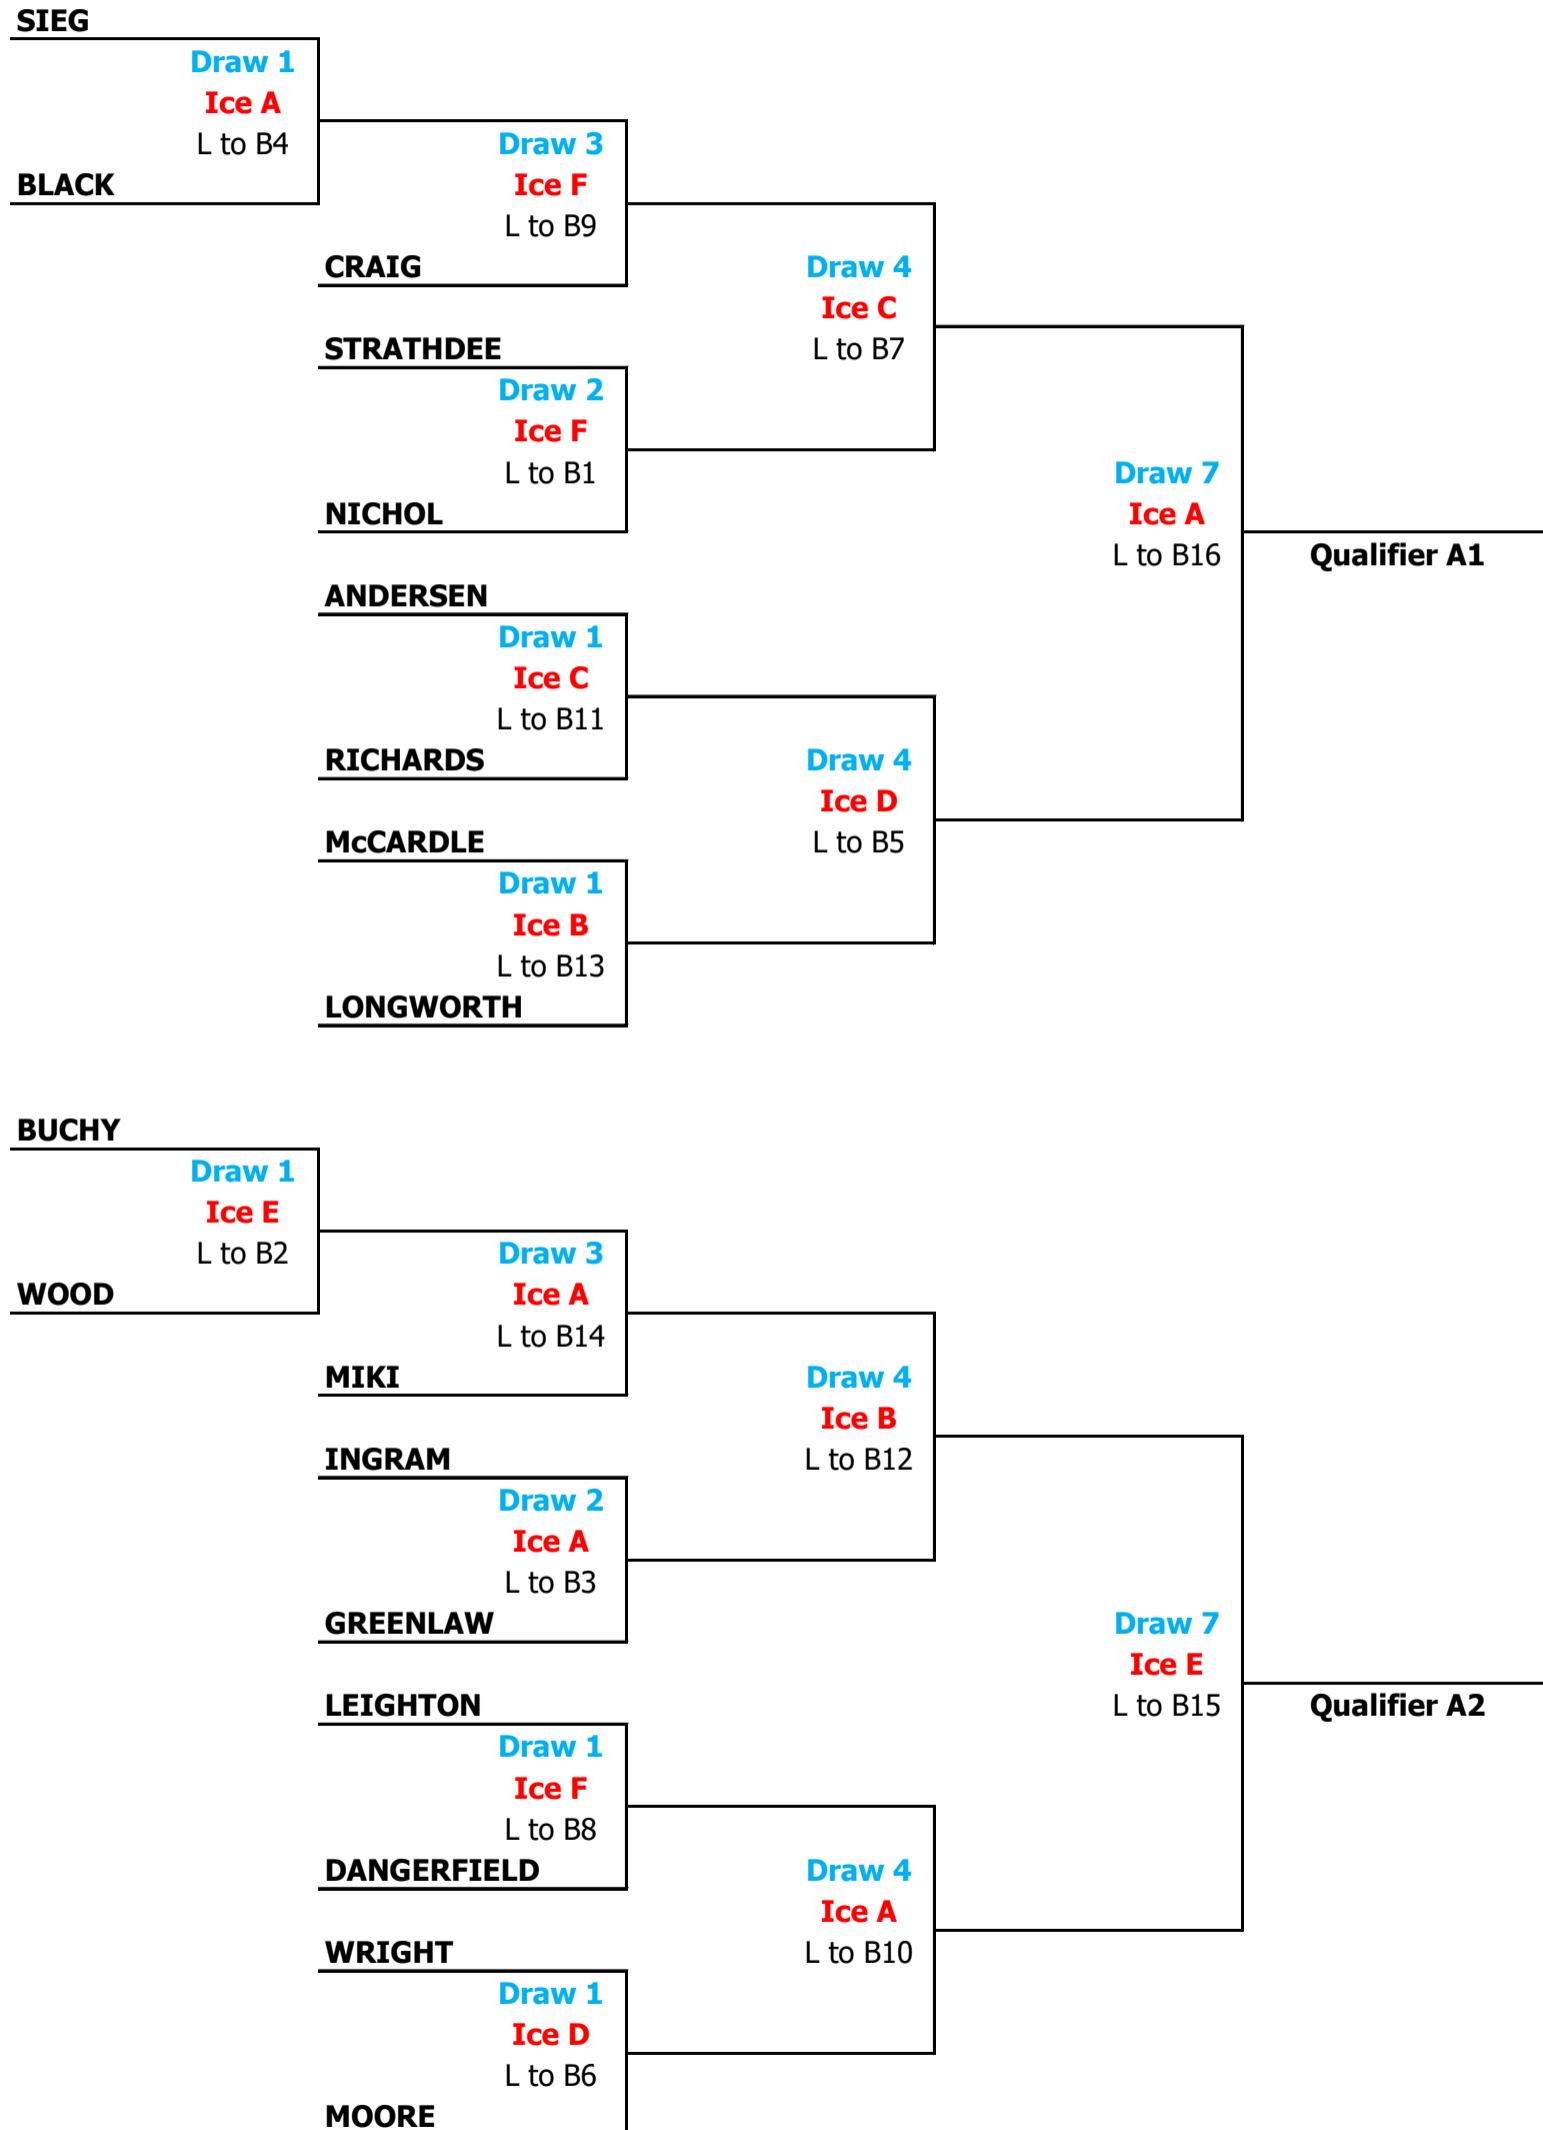 SIEG
Draw 1
Ice A
L to B4
BLACK
Draw 3
Ice F
L to B9
CRAIG
Draw 4
Ice C
L to B7
STRATHDEE
Draw 2
Ice F
L to B1
NICHOL
Draw 7
Ice A
L to B16
Qualifier A1
ANDERSEN
Draw 1
Ice C
L to B11
RICHARDS
Draw 4
Ice D
L to B5
McCARDLE
Draw 1
Ice B
L to B13
LONGWORTH
BUCHY
Draw 1
Ice E
L to B2
WOOD
Draw 3
Ice A
L to B14
MIKI
Draw 4
Ice B
L to B12
INGRAM
Draw 2
Ice A
L to B3
GREENLAW
Draw 7
Ice E
L to B15
Qualifier A2
LEIGHTON
Draw 1
Ice F
L to B8
DANGERFIELD
Draw 4
Ice A
L to B10
WRIGHT
Draw 1
Ice D
L to B6
MOORE